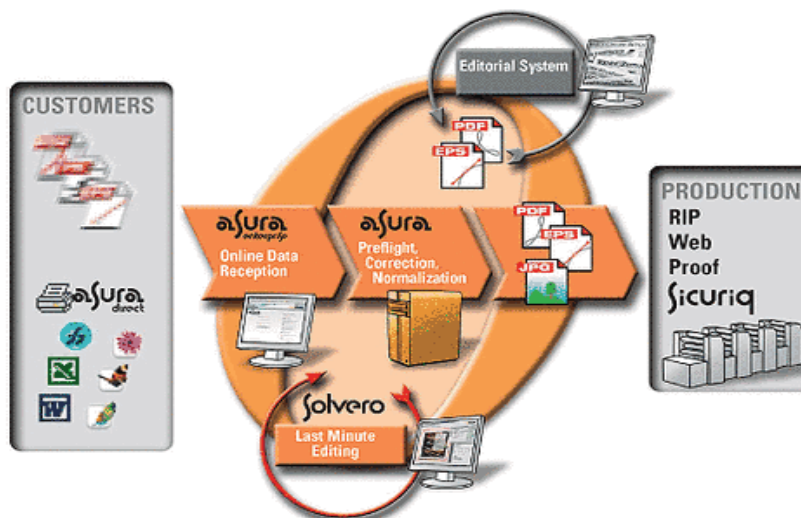 Editorial System
CUSTOMERS
PDF
EPS
PRODUCTION
RIP
Web
Proof
Sicuriq
asura
Online Data
Reception
asura
Preflight,
Correction,
Normalization
PDF
EPS
JPG
asura
direct
X
W
Solvero
Last Minute
Editing